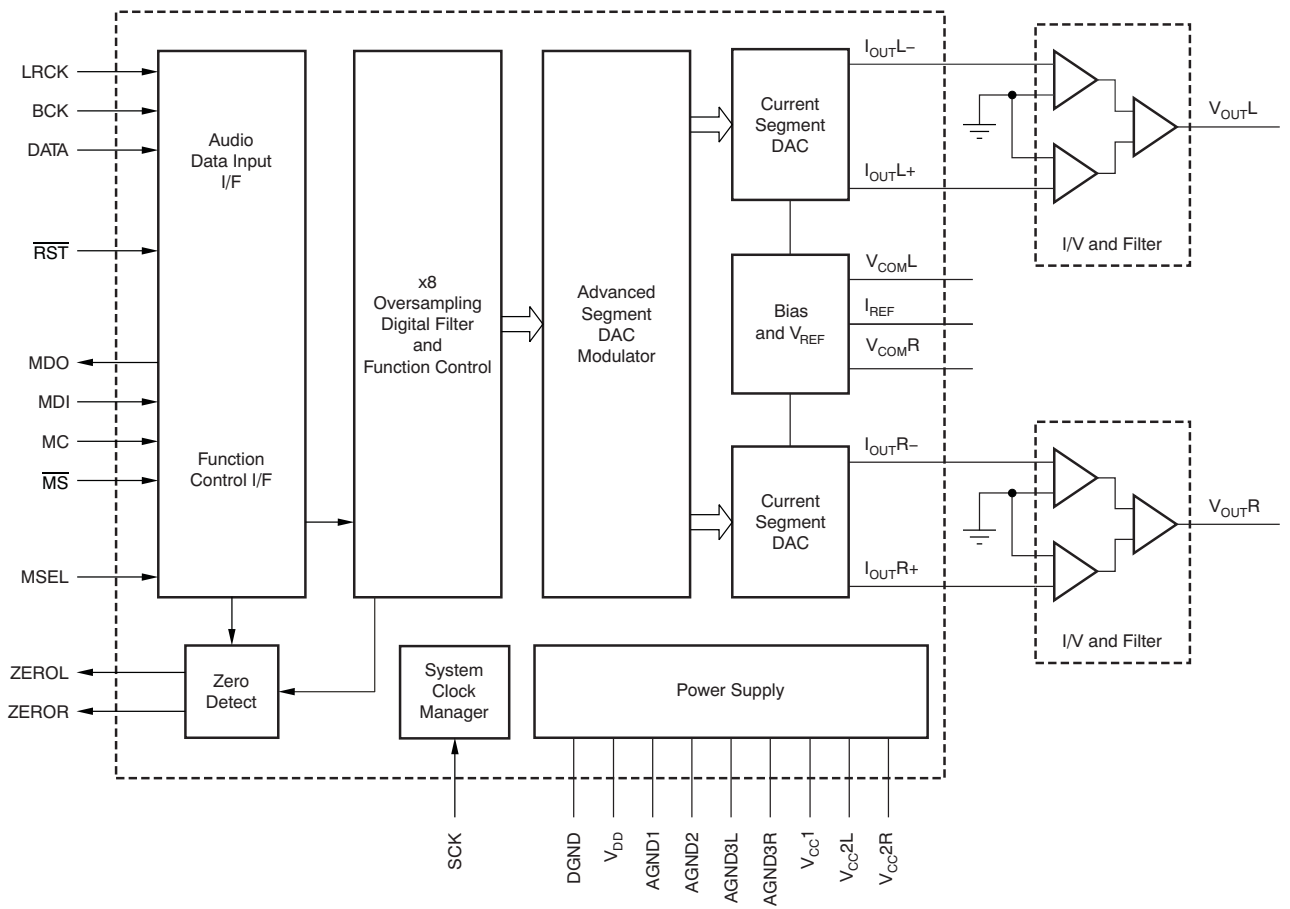 LRCK
BCK
DATA
RST
MDO
MDI
MC
MS
MSEL
ZEROL
ZEROR
Audio
Data Input
I/F
Function
Control I/F
x8
Oversampling
Digital Filter
and
Function Control
Advanced
Segment
DAC
Modulator
Current
Segment
DAC
Bias
and VREF
Current
Segment
DAC
IOUTL–
IOUTL+
VCOML
IREF
VCOMR
IOUTR–
IOUTR+
VOUTL
I/V and Filter
VOUTR
I/V and Filter
Zero
Detect
System
Clock
Manager
Power Supply
SCK
DGND
VDD
AGND1
AGND2
AGND3L
AGND3R
VCC1
VCC2L
VCC2R